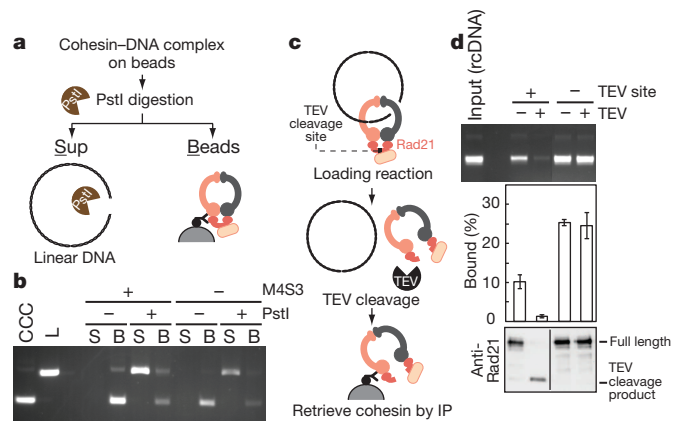 a
Cohesin–DNA complex
on beads
PstI
PstI digestion
Sup
Beads
PstI
Linear DNA
b
+
−
M4S3
−
+
−
+
PstI
CCC
L
S B S B S B S B
c
TEV
cleavage
site
Rad21
Loading reaction
TEV
TEV cleavage
Retrieve cohesin by IP
d
Input (rcDNA)
+
−
TEV site
− + − +
TEV
Bound (%)
30
20
10
0
Anti-
Rad21
Full length
TEV
cleavage
product